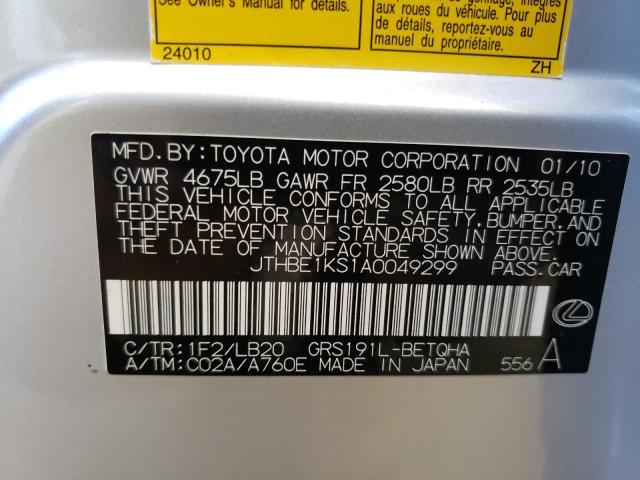 See Owner's Manual for details.
de gonflage, intégrés
aux roues du véhicule. Pour plus
de détails, reportez-vous au
manuel du propriétaire.
24010
ZH
MFD.BY:TOYOTA MOTOR CORPORATION 01/10
GVWR 4675LB GAWR FR 2580LB RR 2535LB
THIS VEHICLE CONFORMS TO ALL APPLICABLE
FEDERAL MOTOR VEHICLE SAFETY,BUMPER,AND
THEFT PREVENTION STANDARDS IN EFFECT ON
THE DATE OF MANUFACTURE SHOWN ABOVE.
JTHBE1KS1A0049299 PASS.CAR
C/TR:1F2/LB20 GRS191L-BETQHA
A/TM:C02A/A760E MADE IN JAPAN 556 A